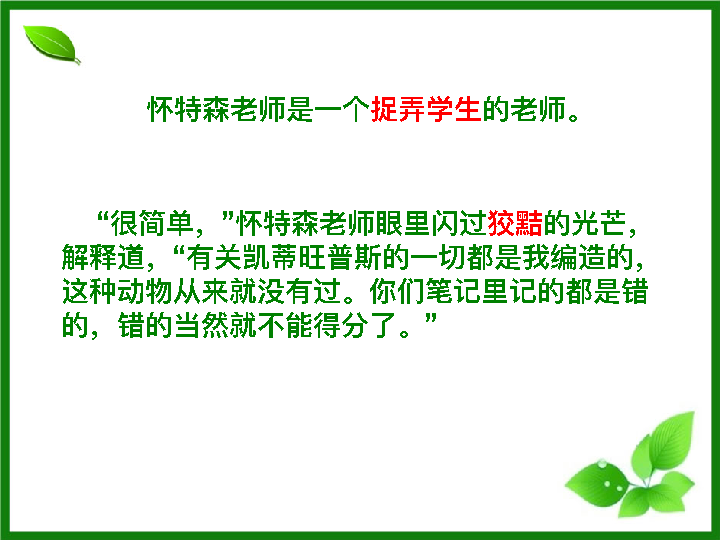 怀特森老师是一个捉弄学生的老师。
“很简单，”怀特森老师眼里闪过狡黠的光芒，
解释道，“有关凯蒂旺普斯的一切都是我编造的，
这种动物从来就没有过。你们笔记里记的都是错
的，错的当然就不能得分了。”